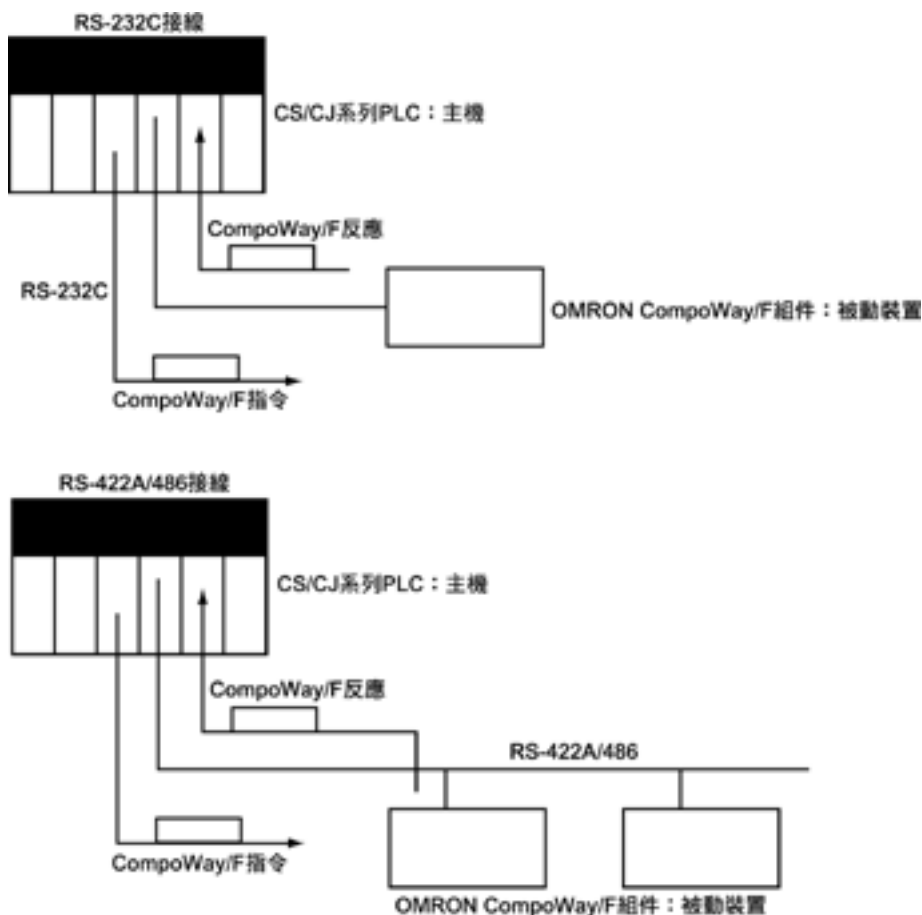 RS-232C接線
CS/CJ系列PLC：主機
CompoWay/F反應
RS-232C
OMRON CompoWay/F組件：被動裝置
CompoWay/F指令
RS-422A/486接線
CS/CJ系列PLC：主機
CompoWay/F反應
RS-422A/486
CompoWay/F指令
OMRON CompoWay/F組件：被動裝置